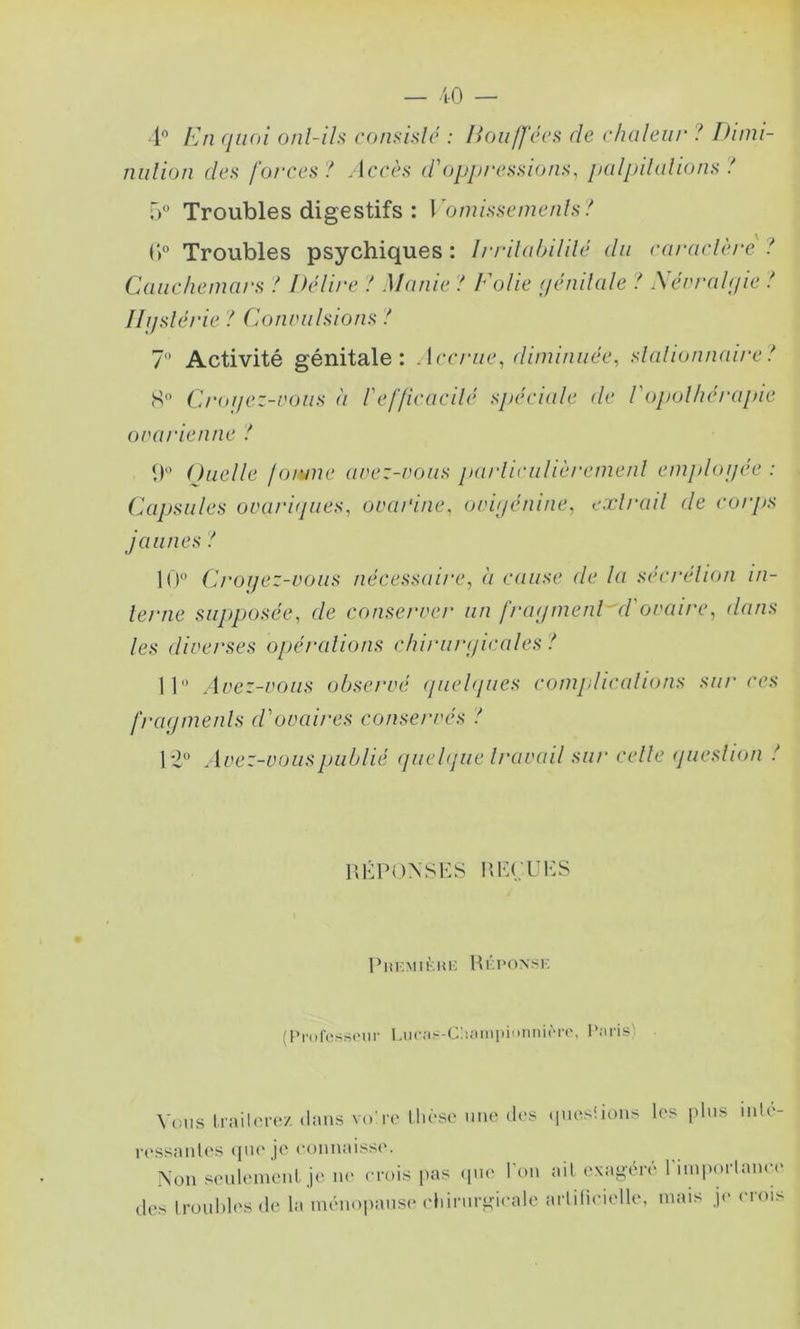 — 40 —
4° En quoi ont-ils consisté : Bouffées de chaleur ? Dimi-
nution des forces ? Accès d'oppressions, palpitations ?
5° Troubles digestifs : Vomissements ?
6° Troubles psychiques : Irritabilité du caractère ?
Cauchemars ? Délire ? Manie ? Folie génitale ? Névralgie ?
Hystérie ? Convulsions ?
7° Activité génitale : Accrue, diminuée, stationnaire ?
8° Croyez-vous à l'efficacité spéciale de l'opothérapie
ovarienne ?
9° Quelle forme avez-vous particulièrement employée :
Capsules ovariques, ovarine, ovigénine, extrait de corps
jaunes ?
10° Croyez-vous nécessaire, à cause de la sécrétion in-
terne supposée, de conserver un fragment d'ovaire, dans
les diverses opérations chirurgicales ?
11° Avez-vous observé quelques complications sur ces
fragments d'ovaires conservés ?
12° Avez-vous publié quelque travail sur cette question ?
RÉPONSES REÇUES
Première Réponse
(Professeur Lucas-Championnière, Paris)
Vous traiterez dans votre thèse une des questions les plus inté-
ressantes que je connaisse.
Non seulement je ne crois pas que l'on ait exagéré l'importance
des troubles de la ménopause chirurgicale artificielle, mais je crois